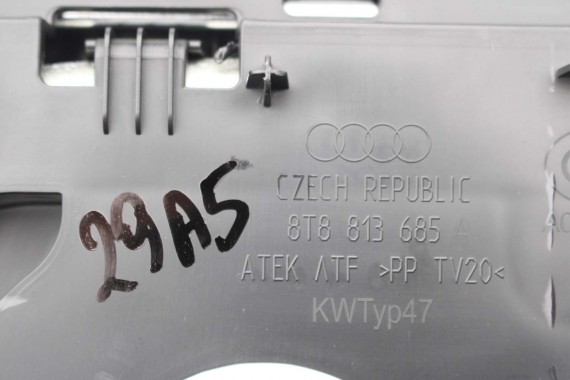 CZECH REPUBLIC
8T8 813 685 A
29A5
ATEK ATF >PP TV20<
KWTyp47